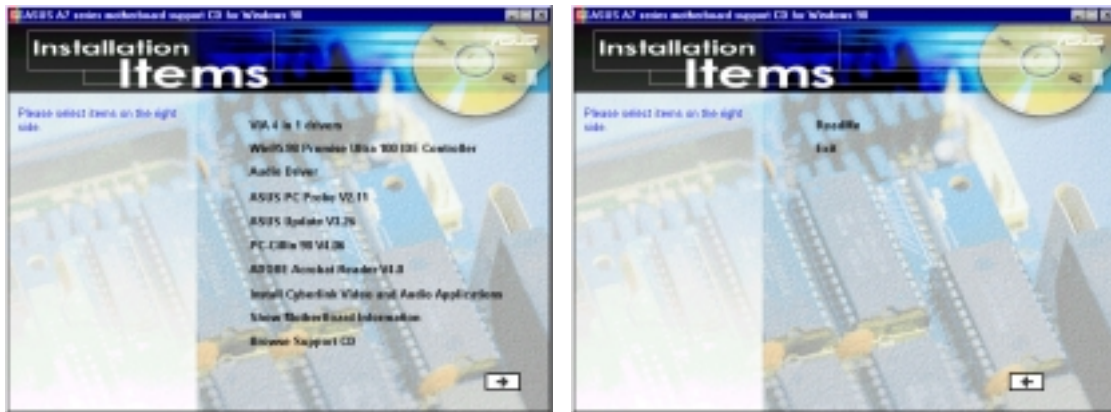 ASUS A7 series motherboard support CD for Windows 98
Installation
Items
ASUS
Please select items on the right
side.
VIA 4 in 1 drivers
Win95/98 Promise Ultra 100 IDE Controller
Audio Driver
ASUS PC Probe V2.11
ASUS Update V3.26
PC-Cillin 98 V4.06
ADOBE Acrobat Reader V4.0
Install Cyberlink Video and Audio Applications
Show MotherBoard Information
Browse Support CD
ASUS A7 series motherboard support CD for Windows 98
Installation
Items
ASUS
Please select items on the right
side.
ReadMe
Exit